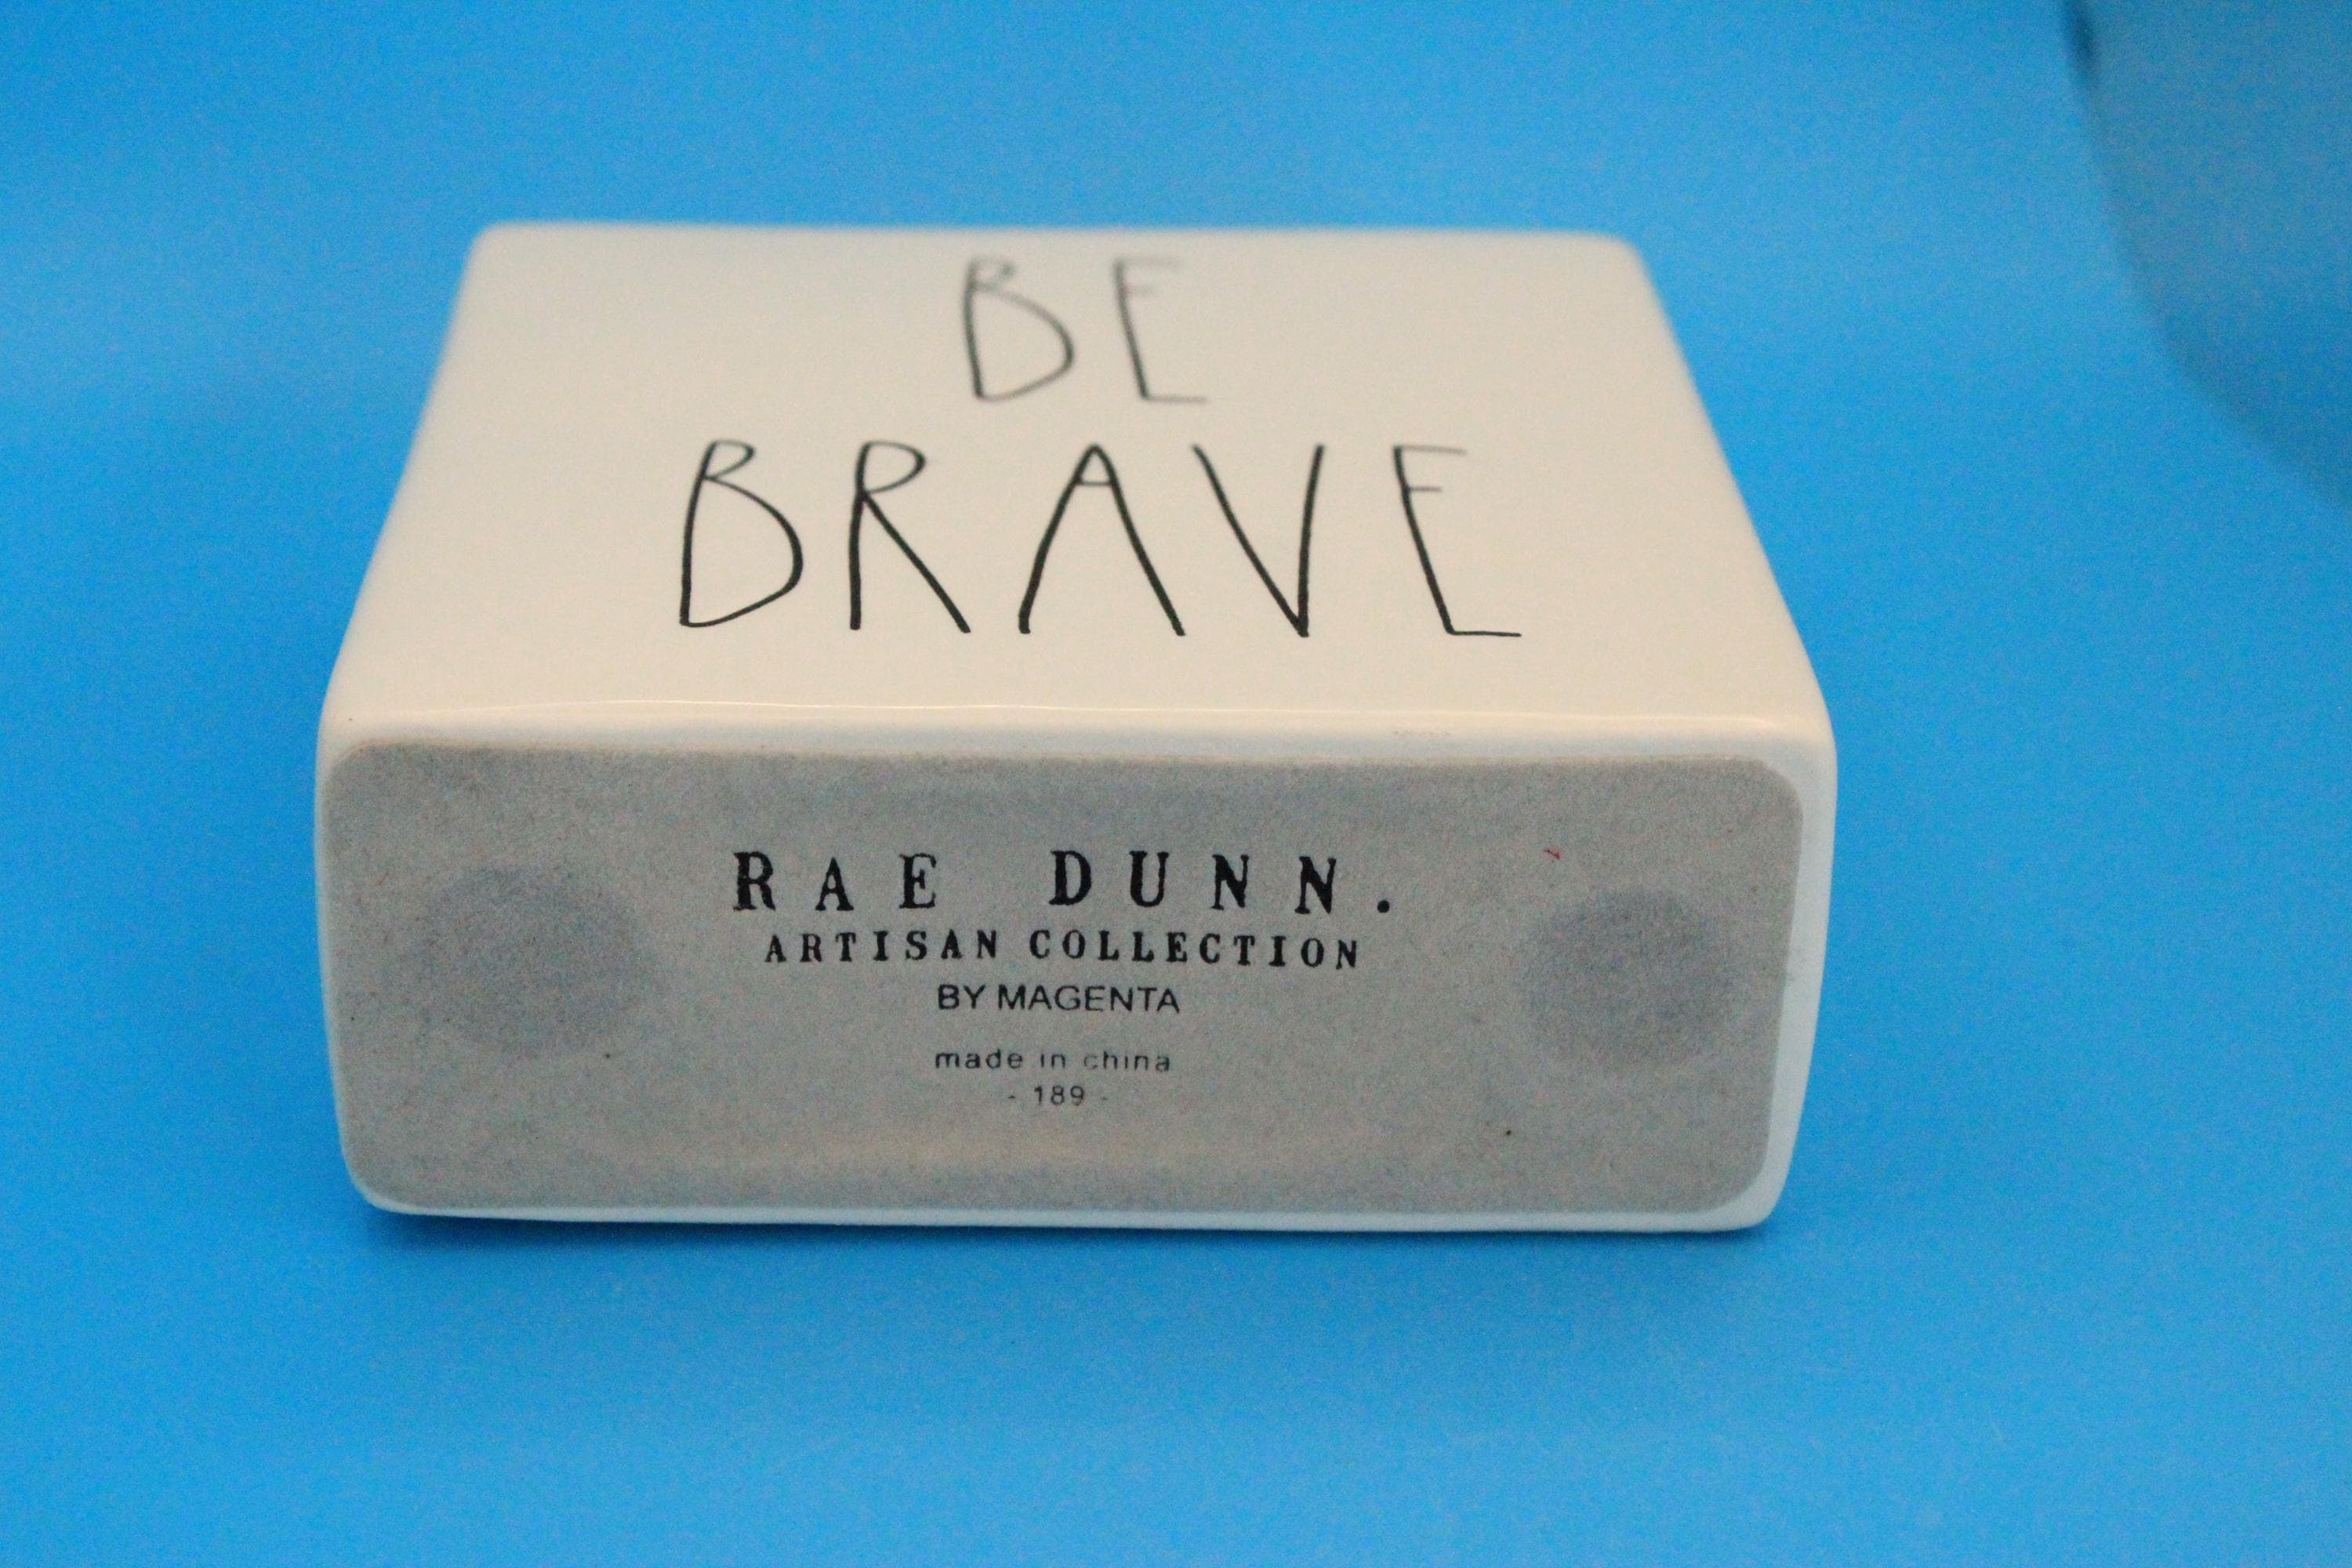 BE
BRAVE
RAE DUNN.
ARTISAN COLLECTION
BY MAGENTA
made in china
- 189 -